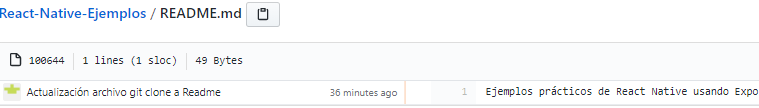 React-Native-Ejemplos / README.md
100644 1 lines (1 sloc) 49 Bytes
Actualización archivo git clone a Readme 36 minutes ago 1 Ejemplos prácticos de React Native usando Expo